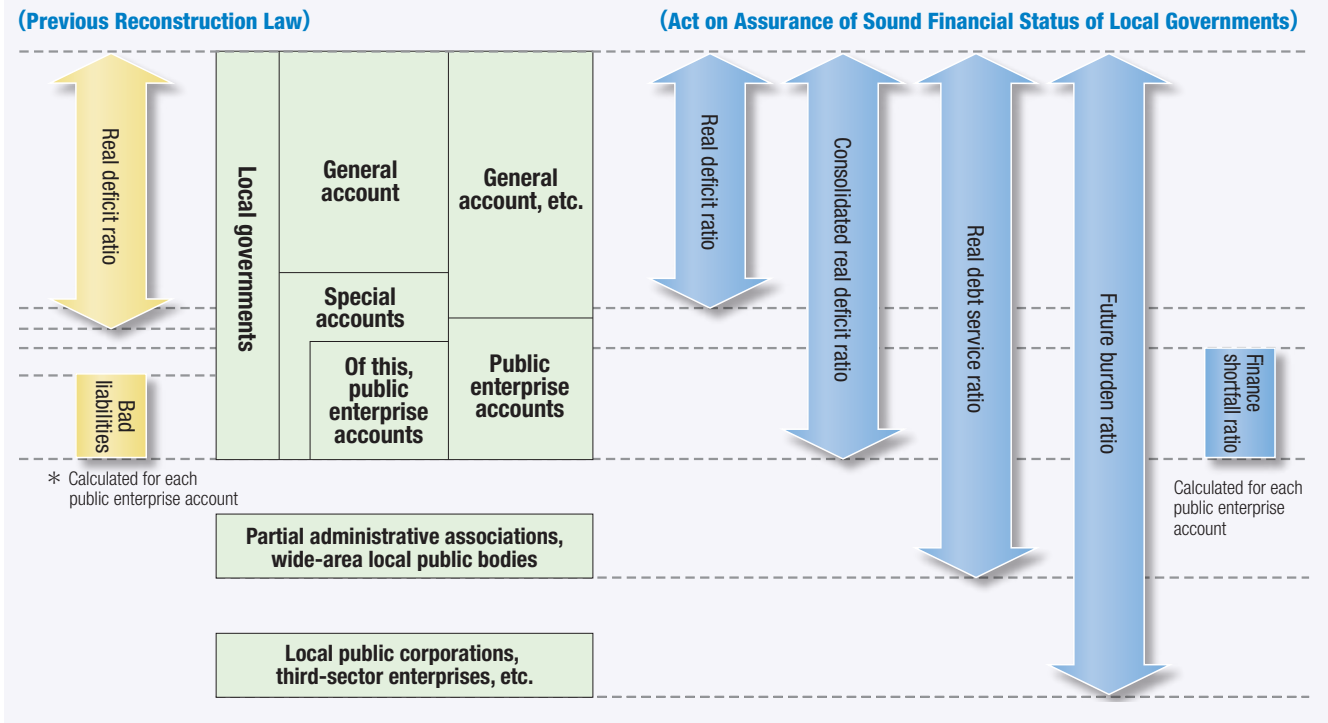 (Previous Reconstruction Law)
(Act on Assurance of Sound Financial Status of Local Governments)
Real deficit ratio
Bad
liabilities
＊ Calculated for each
public enterprise account
Local governments
General
account
Special
accounts
Of this,
public
enterprise
accounts
General
account, etc.
Public
enterprise
accounts
Partial administrative associations,
wide-area local public bodies
Local public corporations,
third-sector enterprises, etc.
Real deficit ratio
Consolidated real deficit ratio
Real debt service ratio
Future burden ratio
Finance
shortfall ratio
Calculated for each
public enterprise
account